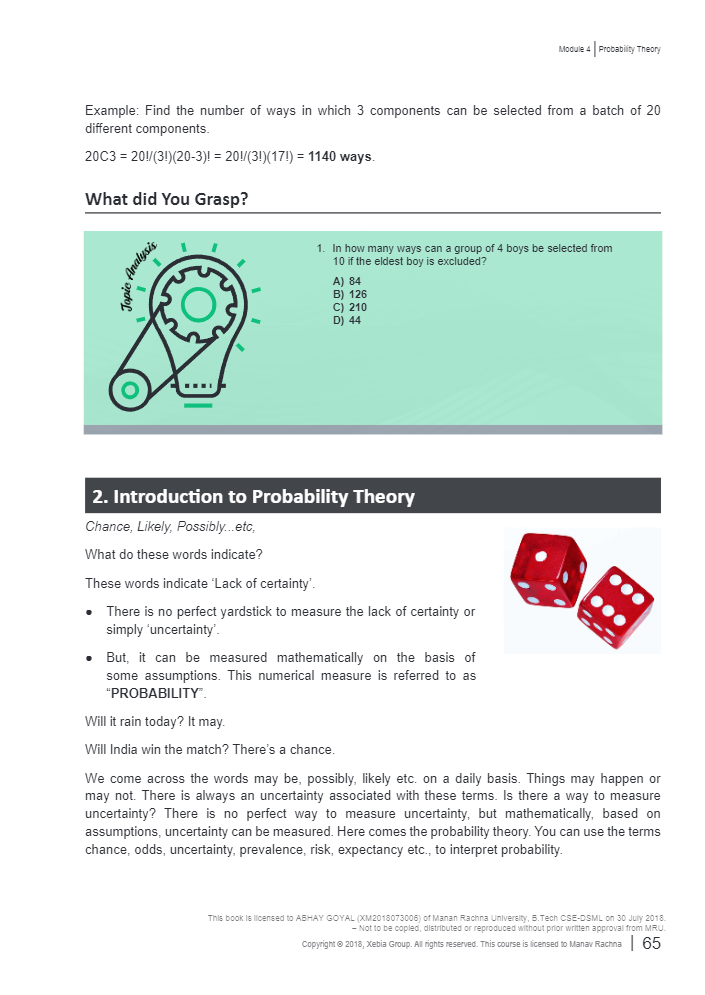 Module 4 | Probability Theory
Example: Find the number of ways in which 3 components can be selected from a batch of 20
different components.
20C3 = 20!/(3!)(20-3)! = 20!/(3!)(17!) = 1140 ways.
What did You Grasp?
Topic Analysis
1. In how many ways can a group of 4 boys be selected from
10 if the eldest boy is excluded?
A) 84
B) 126
C) 210
D) 44
2. Introduction to Probability Theory
Chance, Likely, Possibly...etc,
What do these words indicate?
These words indicate ‘Lack of certainty’.
● There is no perfect yardstick to measure the lack of certainty or
simply ‘uncertainty’.
● But, it can be measured mathematically on the basis of
some assumptions. This numerical measure is referred to as
“PROBABILITY”.
Will it rain today? It may.
Will India win the match? There’s a chance.
We come across the words may be, possibly, likely etc. on a daily basis. Things may happen or
may not. There is always an uncertainty associated with these terms. Is there a way to measure
uncertainty? There is no perfect way to measure uncertainty, but mathematically, based on
assumptions, uncertainty can be measured. Here comes the probability theory. You can use the terms
chance, odds, uncertainty, prevalence, risk, expectancy etc., to interpret probability.
This book is licensed to ABHAY GOYAL (XM2018073006) of Manan Rachna University, B.Tech CSE-DSML on 30 July 2018.
– Not to be copied, distributed or reproduced without prior written approval from MRU.
Copyright © 2018, Xebia Group. All rights reserved. This course is licensed to Manav Rachna | 65